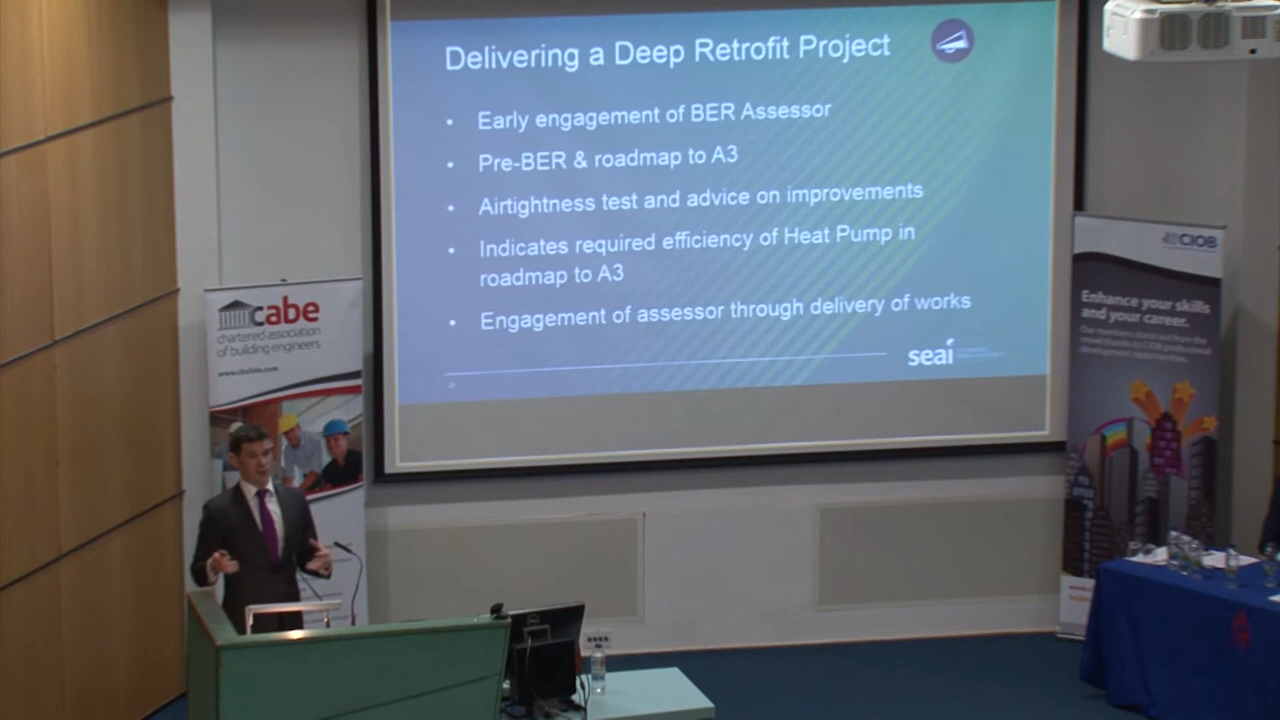 Delivering a Deep Retrofit Project
• Early engagement of BER Assessor
• Pre-BER & roadmap to A3
• Airtightness test and advice on improvements
• Indicates required efficiency of Heat Pump in
roadmap to A3
• Engagement of assessor through delivery of works
seai
cabe
chartered association
of building engineers
CIOB
Enhance your skills
and your career.
DELL